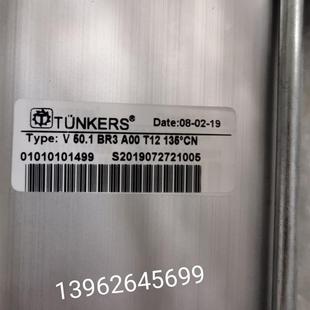 TÜNKERS® Date:08-02-19
Type: V 50.1 BR3 A00 T12 135°CN
01010101499 S2019072721005
13962645699